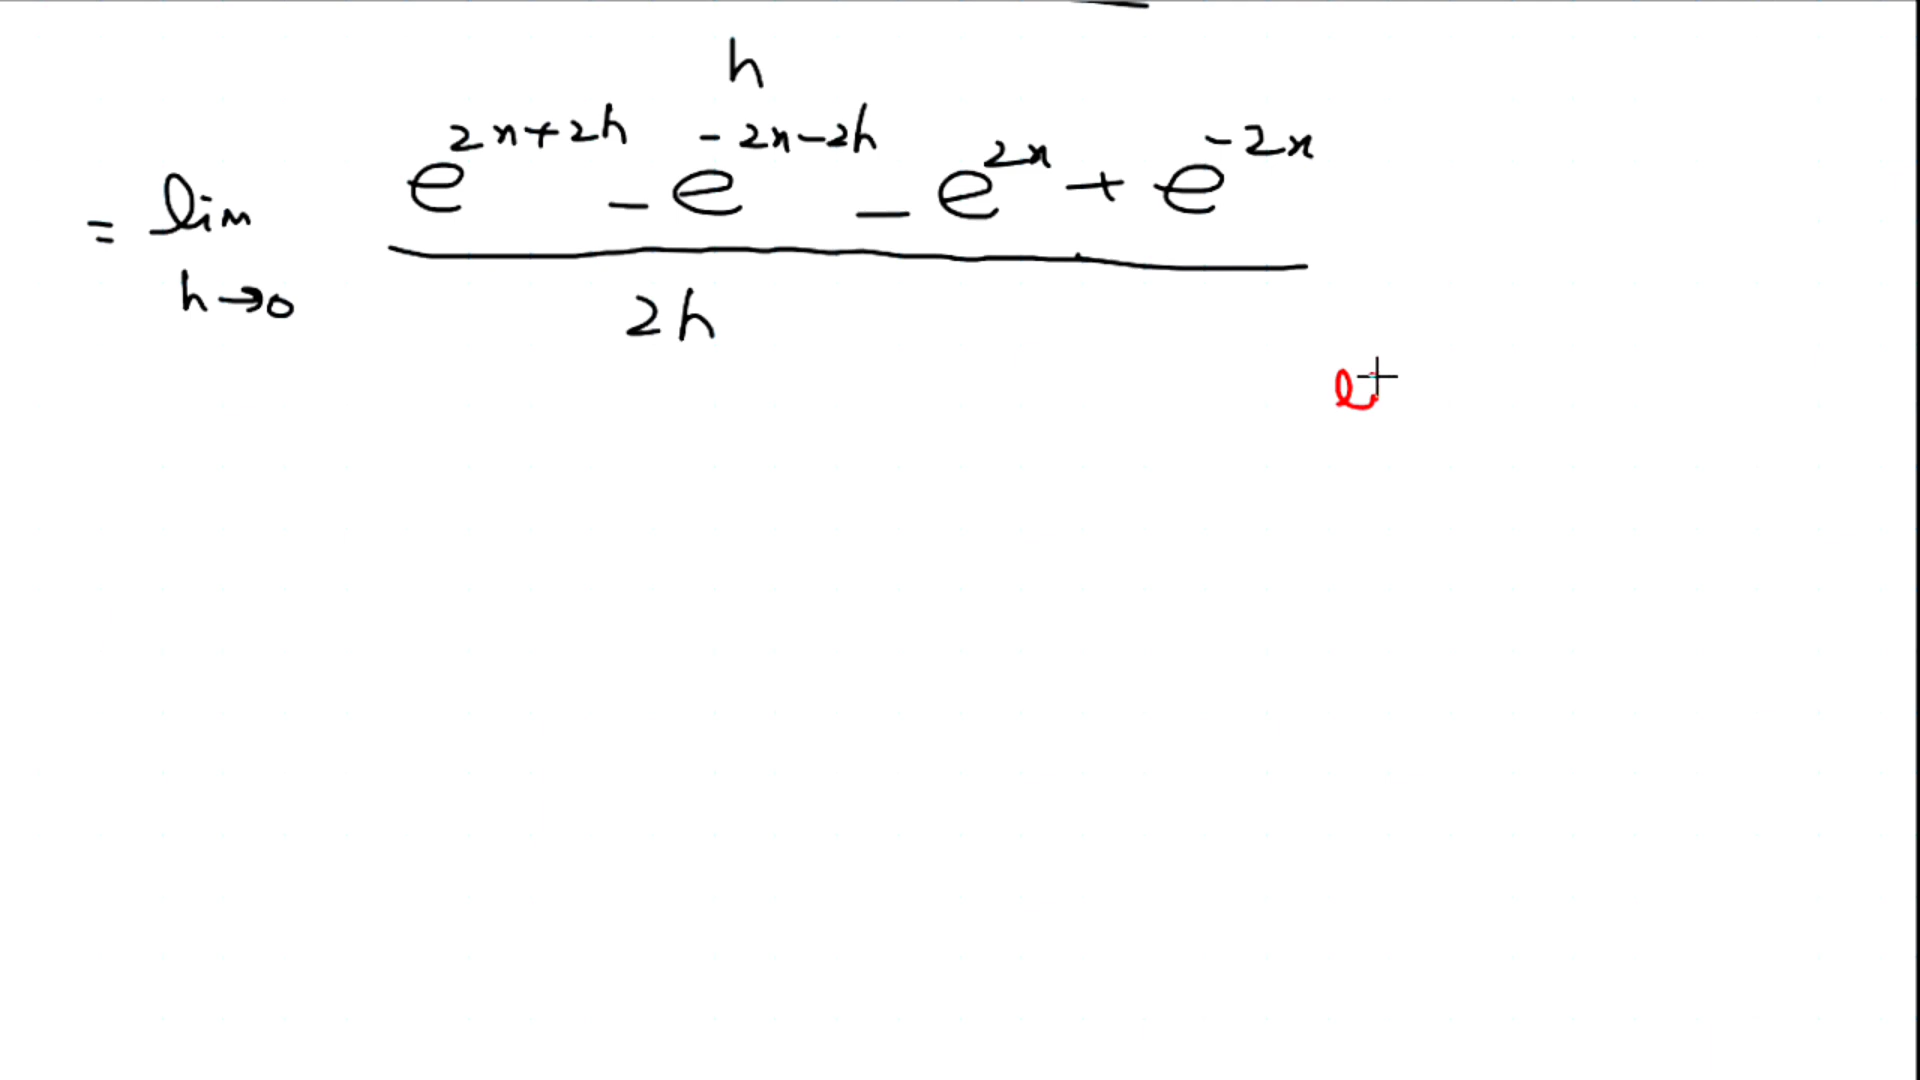 h
= lim e^{2x+2h} - e^{-2x-2h} - e^{2x} + e^{-2x}
h→0 2h